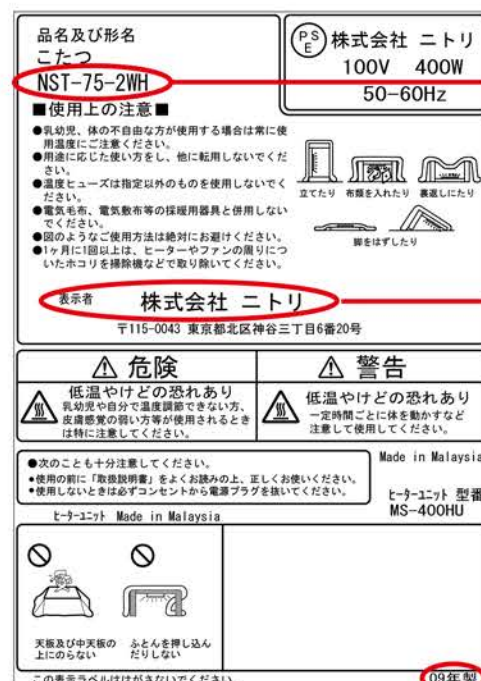 品名及び形名
こたつ
NST-75-2WH
PSE 株式会社 ニトリ
100V 400W
50-60Hz
■使用上の注意■
●乳幼児、体の不自由な方が使用する場合は常に使
用温度にご注意ください。
●用途に応じた使い方をし、他に転用しないでくだ
さい。
●温度ヒューズは指定以外のものを使用しないでく
ださい。
●電気毛布、電気敷布等の採暖用器具と併用しない
でください。
●図のようなご使用方法は絶対にお避けください。
●1ヶ月に1回以上は、ヒーターやファンの周りにつ
いたホコリを掃除機などで取り除いてください。
立てたり 布類を入れたり 裏返しにたり
脚をはずしたり
表示者 株式会社 ニトリ
〒115-0043 東京都北区神谷三丁目6番20号
⚠ 危険
低温やけどの恐れあり
乳幼児や自分で温度調節できない方、
皮膚感覚の弱い方等が使用されるとき
は特に注意してください。
⚠ 警告
低温やけどの恐れあり
一定時間ごとに体を動かすなど
注意して使用してください。
●次のことも十分注意してください。
•使用の前に「取扱説明書」をよくお読みの上、正しくお使いください。
•使用しないときは必ずコンセントから電源プラグを抜いてください。
ヒーターユニット Made in Malaysia
Made in Malaysia
ヒーターユニット 型番
MS-400HU
天板及び中天板の
上にのらない
ふとんを押し込ん
だりしない
この表示ラベルははがさないでください。
09年製